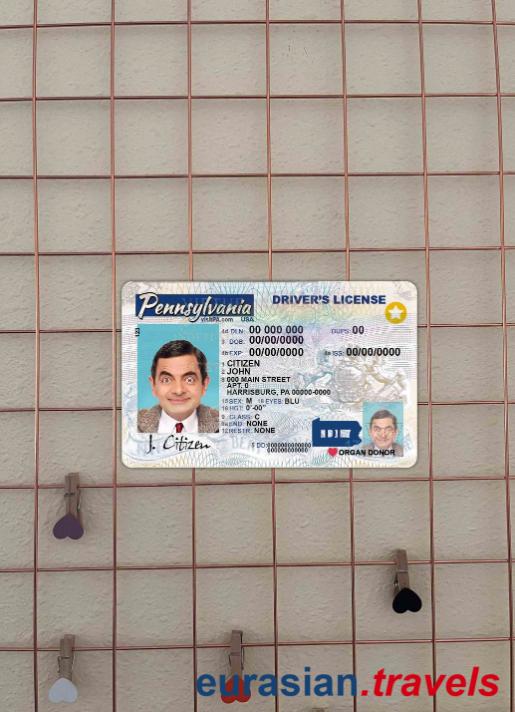 Pennsylvania
visitPA.com USA
DRIVER'S LICENSE
4d DLN: 00 000 000 DUPS: 00
3 DOB: 00/00/0000
4b EXP: 00/00/0000 4a ISS: 00/00/0000
1 CITIZEN
2 JOHN
8 000 MAIN STREET
APT. 0
HARRISBURG, PA 00000-0000
15 SEX: M 18 EYES: BLU
16 HGT: 0'-00"
9 CLASS: C
9a END: NONE
12 RESTR: NONE
J. Citizen
5 DD: 0000000000000
000000000000
ORGAN DONOR
eurasian.travels